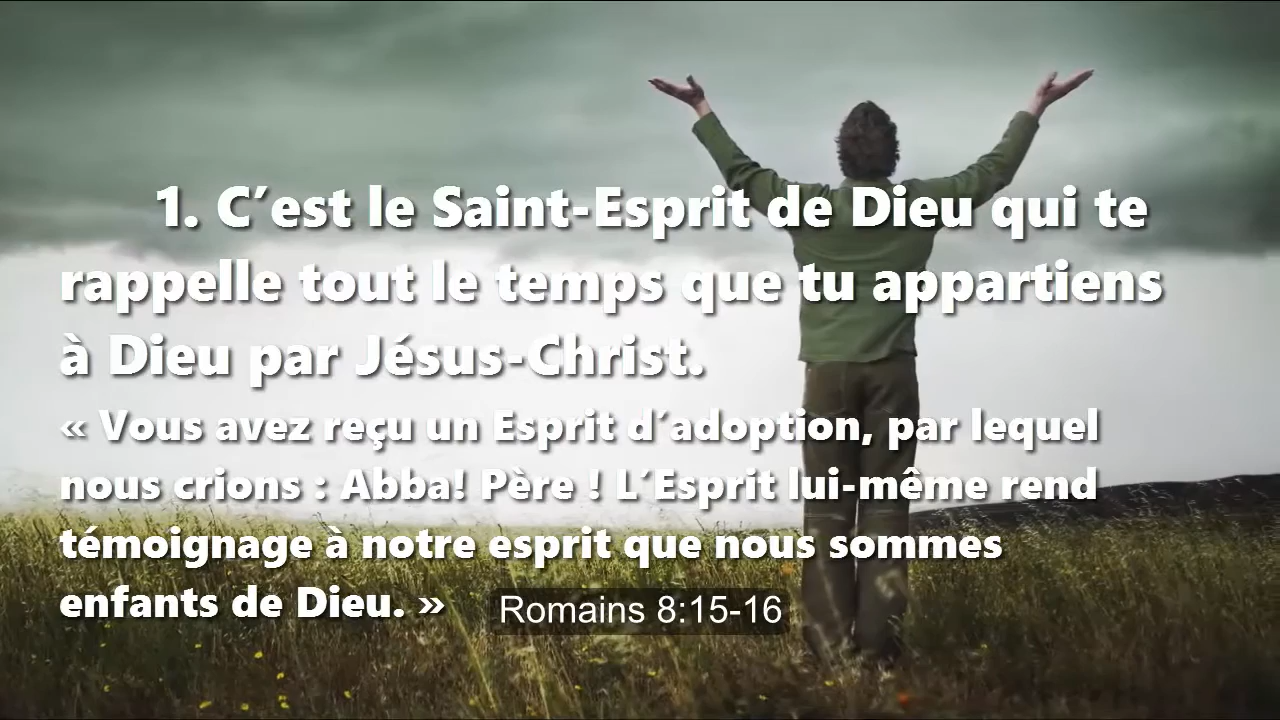 1. C’est le Saint-Esprit de Dieu qui te
rappelle tout le temps que tu appartiens
à Dieu par Jésus-Christ.
« Vous avez reçu un Esprit d’adoption, par lequel
nous crions : Abba! Père ! L’Esprit lui-même rend
témoignage à notre esprit que nous sommes
enfants de Dieu. » Romains 8:15-16